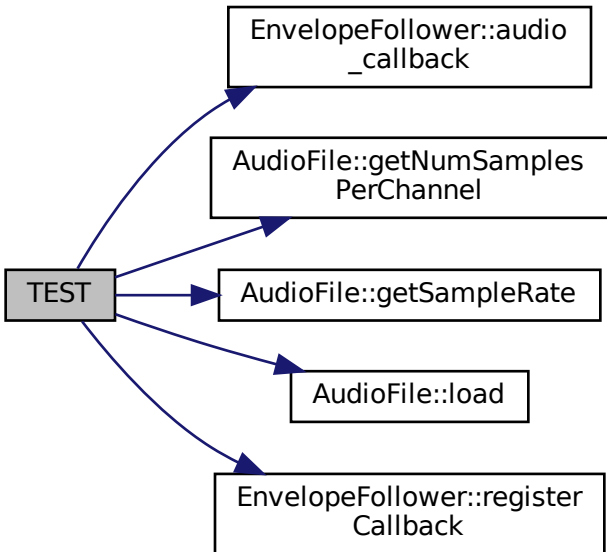 EnvelopeFollower::audio
_callback
AudioFile::getNumSamples
PerChannel
TEST
AudioFile::getSampleRate
AudioFile::load
EnvelopeFollower::register
Callback